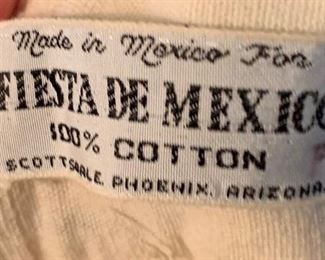 Made in Mexico For
FIESTA DE MEXICO
100% COTTON
SCOTTSDALE, PHOENIX, ARIZONA